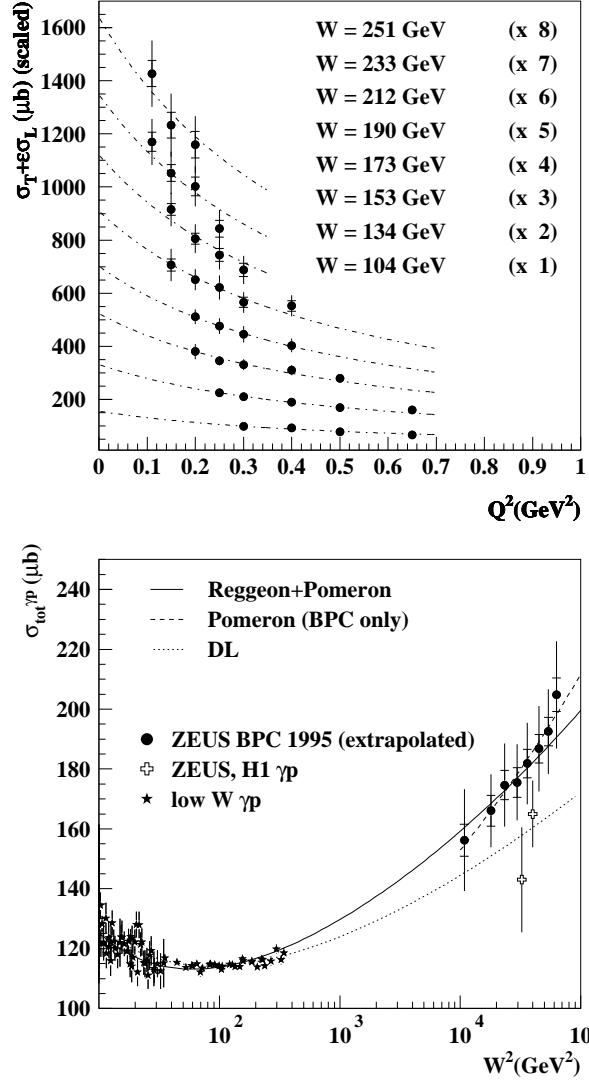 σT+εσL (μb) (scaled)
W = 251 GeV (x 8)
W = 233 GeV (x 7)
W = 212 GeV (x 6)
W = 190 GeV (x 5)
W = 173 GeV (x 4)
W = 153 GeV (x 3)
W = 134 GeV (x 2)
W = 104 GeV (x 1)
1400
1200
1000
800
600
400
200
0 0.1 0.2 0.3 0.4 0.5 0.6 0.7 0.8 0.9 1
Q²(GeV²)
σtot^γp (μb)
Reggeon+Pomeron
Pomeron (BPC only)
DL
ZEUS BPC 1995 (extrapolated)
ZEUS, H1 γp
low W γp
240
220
200
180
160
140
120
100
10² 10³ 10⁴ 10
W²(GeV²)